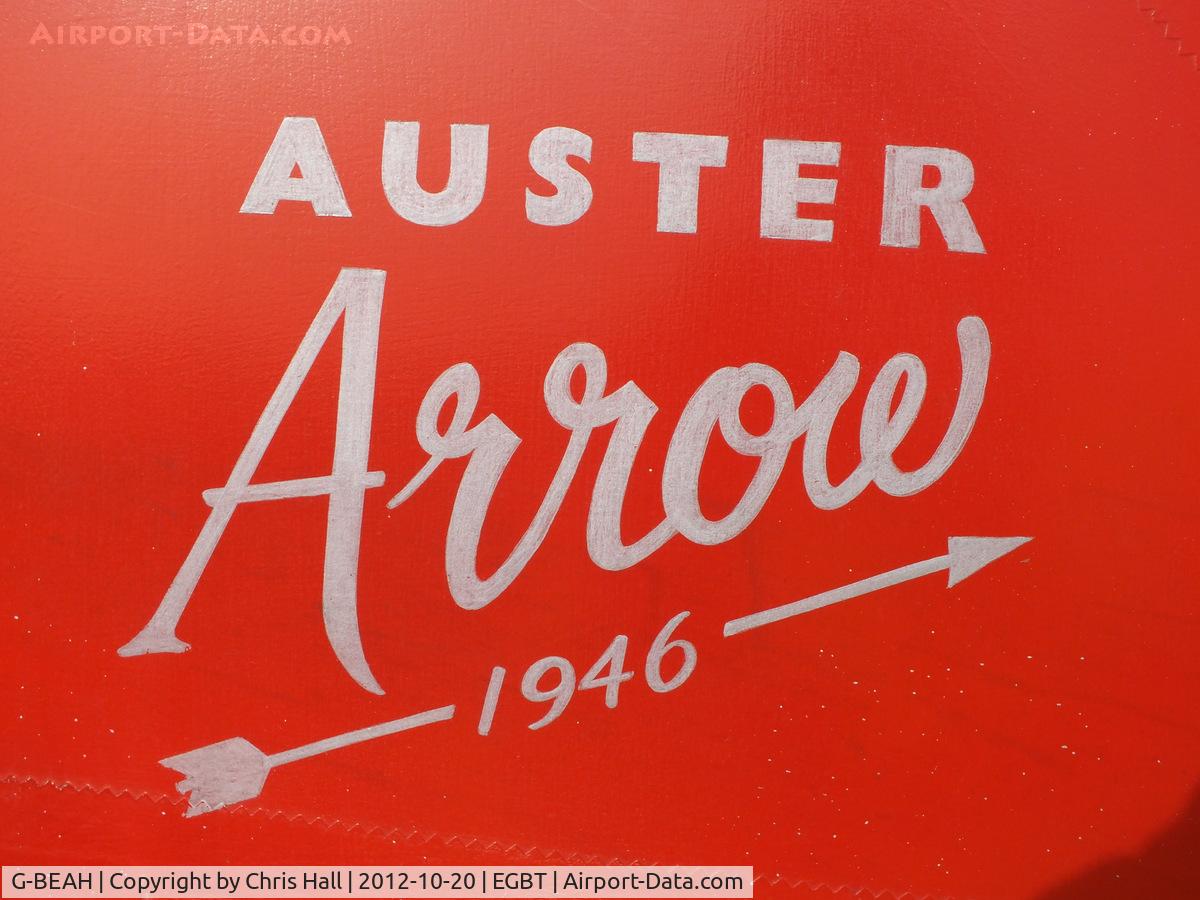 Airport-Data.com
AUSTER
Arrow
1946
G-BEAH | Copyright by Chris Hall | 2012-10-20 | EGBT | Airport-Data.com